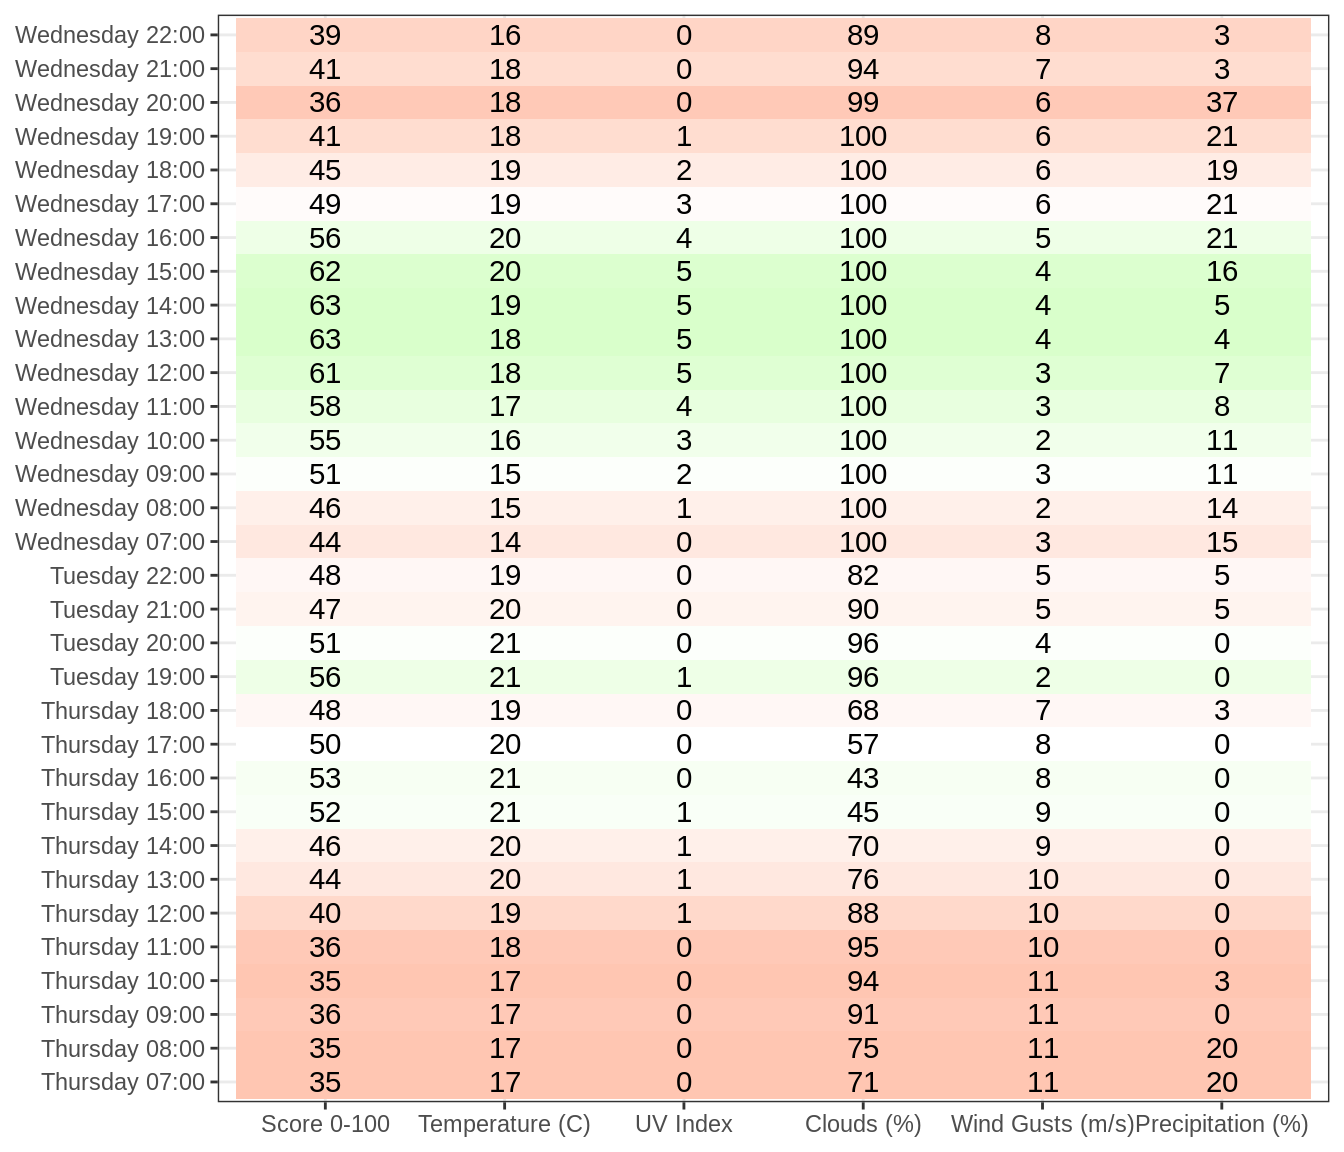 Wednesday 22:00 39 16 0 89 8 3
Wednesday 21:00 41 18 0 94 7 3
Wednesday 20:00 36 18 0 99 6 37
Wednesday 19:00 41 18 1 100 6 21
Wednesday 18:00 45 19 2 100 6 19
Wednesday 17:00 49 19 3 100 6 21
Wednesday 16:00 56 20 4 100 5 21
Wednesday 15:00 62 20 5 100 4 16
Wednesday 14:00 63 19 5 100 4 5
Wednesday 13:00 63 18 5 100 4 4
Wednesday 12:00 61 18 5 100 3 7
Wednesday 11:00 58 17 4 100 3 8
Wednesday 10:00 55 16 3 100 2 11
Wednesday 09:00 51 15 2 100 3 11
Wednesday 08:00 46 15 1 100 2 14
Wednesday 07:00 44 14 0 100 3 15
Tuesday 22:00 48 19 0 82 5 5
Tuesday 21:00 47 20 0 90 5 5
Tuesday 20:00 51 21 0 96 4 0
Tuesday 19:00 56 21 1 96 2 0
Thursday 18:00 48 19 0 68 7 3
Thursday 17:00 50 20 0 57 8 0
Thursday 16:00 53 21 0 43 8 0
Thursday 15:00 52 21 1 45 9 0
Thursday 14:00 46 20 1 70 9 0
Thursday 13:00 44 20 1 76 10 0
Thursday 12:00 40 19 1 88 10 0
Thursday 11:00 36 18 0 95 10 0
Thursday 10:00 35 17 0 94 11 3
Thursday 09:00 36 17 0 91 11 0
Thursday 08:00 35 17 0 75 11 20
Thursday 07:00 35 17 0 71 11 20
Score 0-100 Temperature (C) UV Index Clouds (%) Wind Gusts (m/s) Precipitation (%)